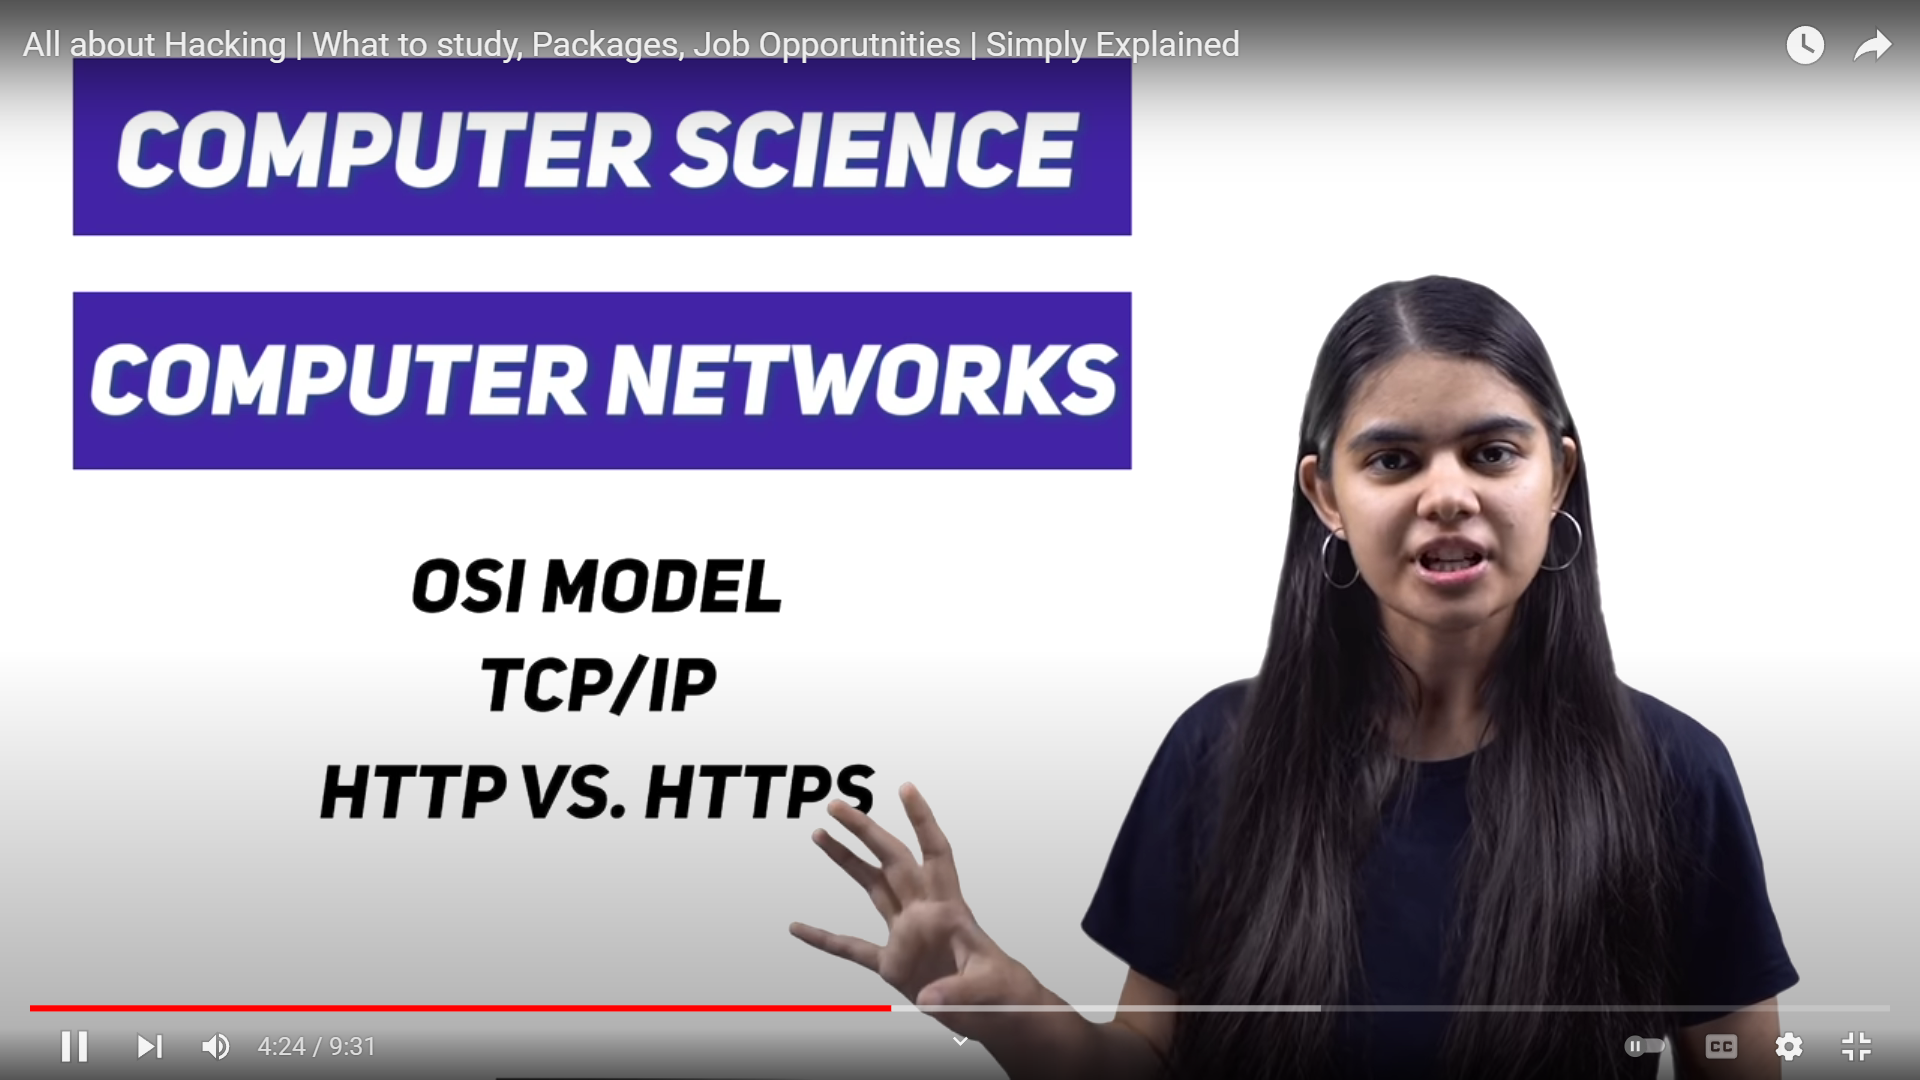 All about Hacking | What to study, Packages, Job Opporutnities | Simply Explained
COMPUTER SCIENCE
COMPUTER NETWORKS
OSI MODEL
TCP/IP
HTTP VS. HTTPS
4:24 / 9:31
CC